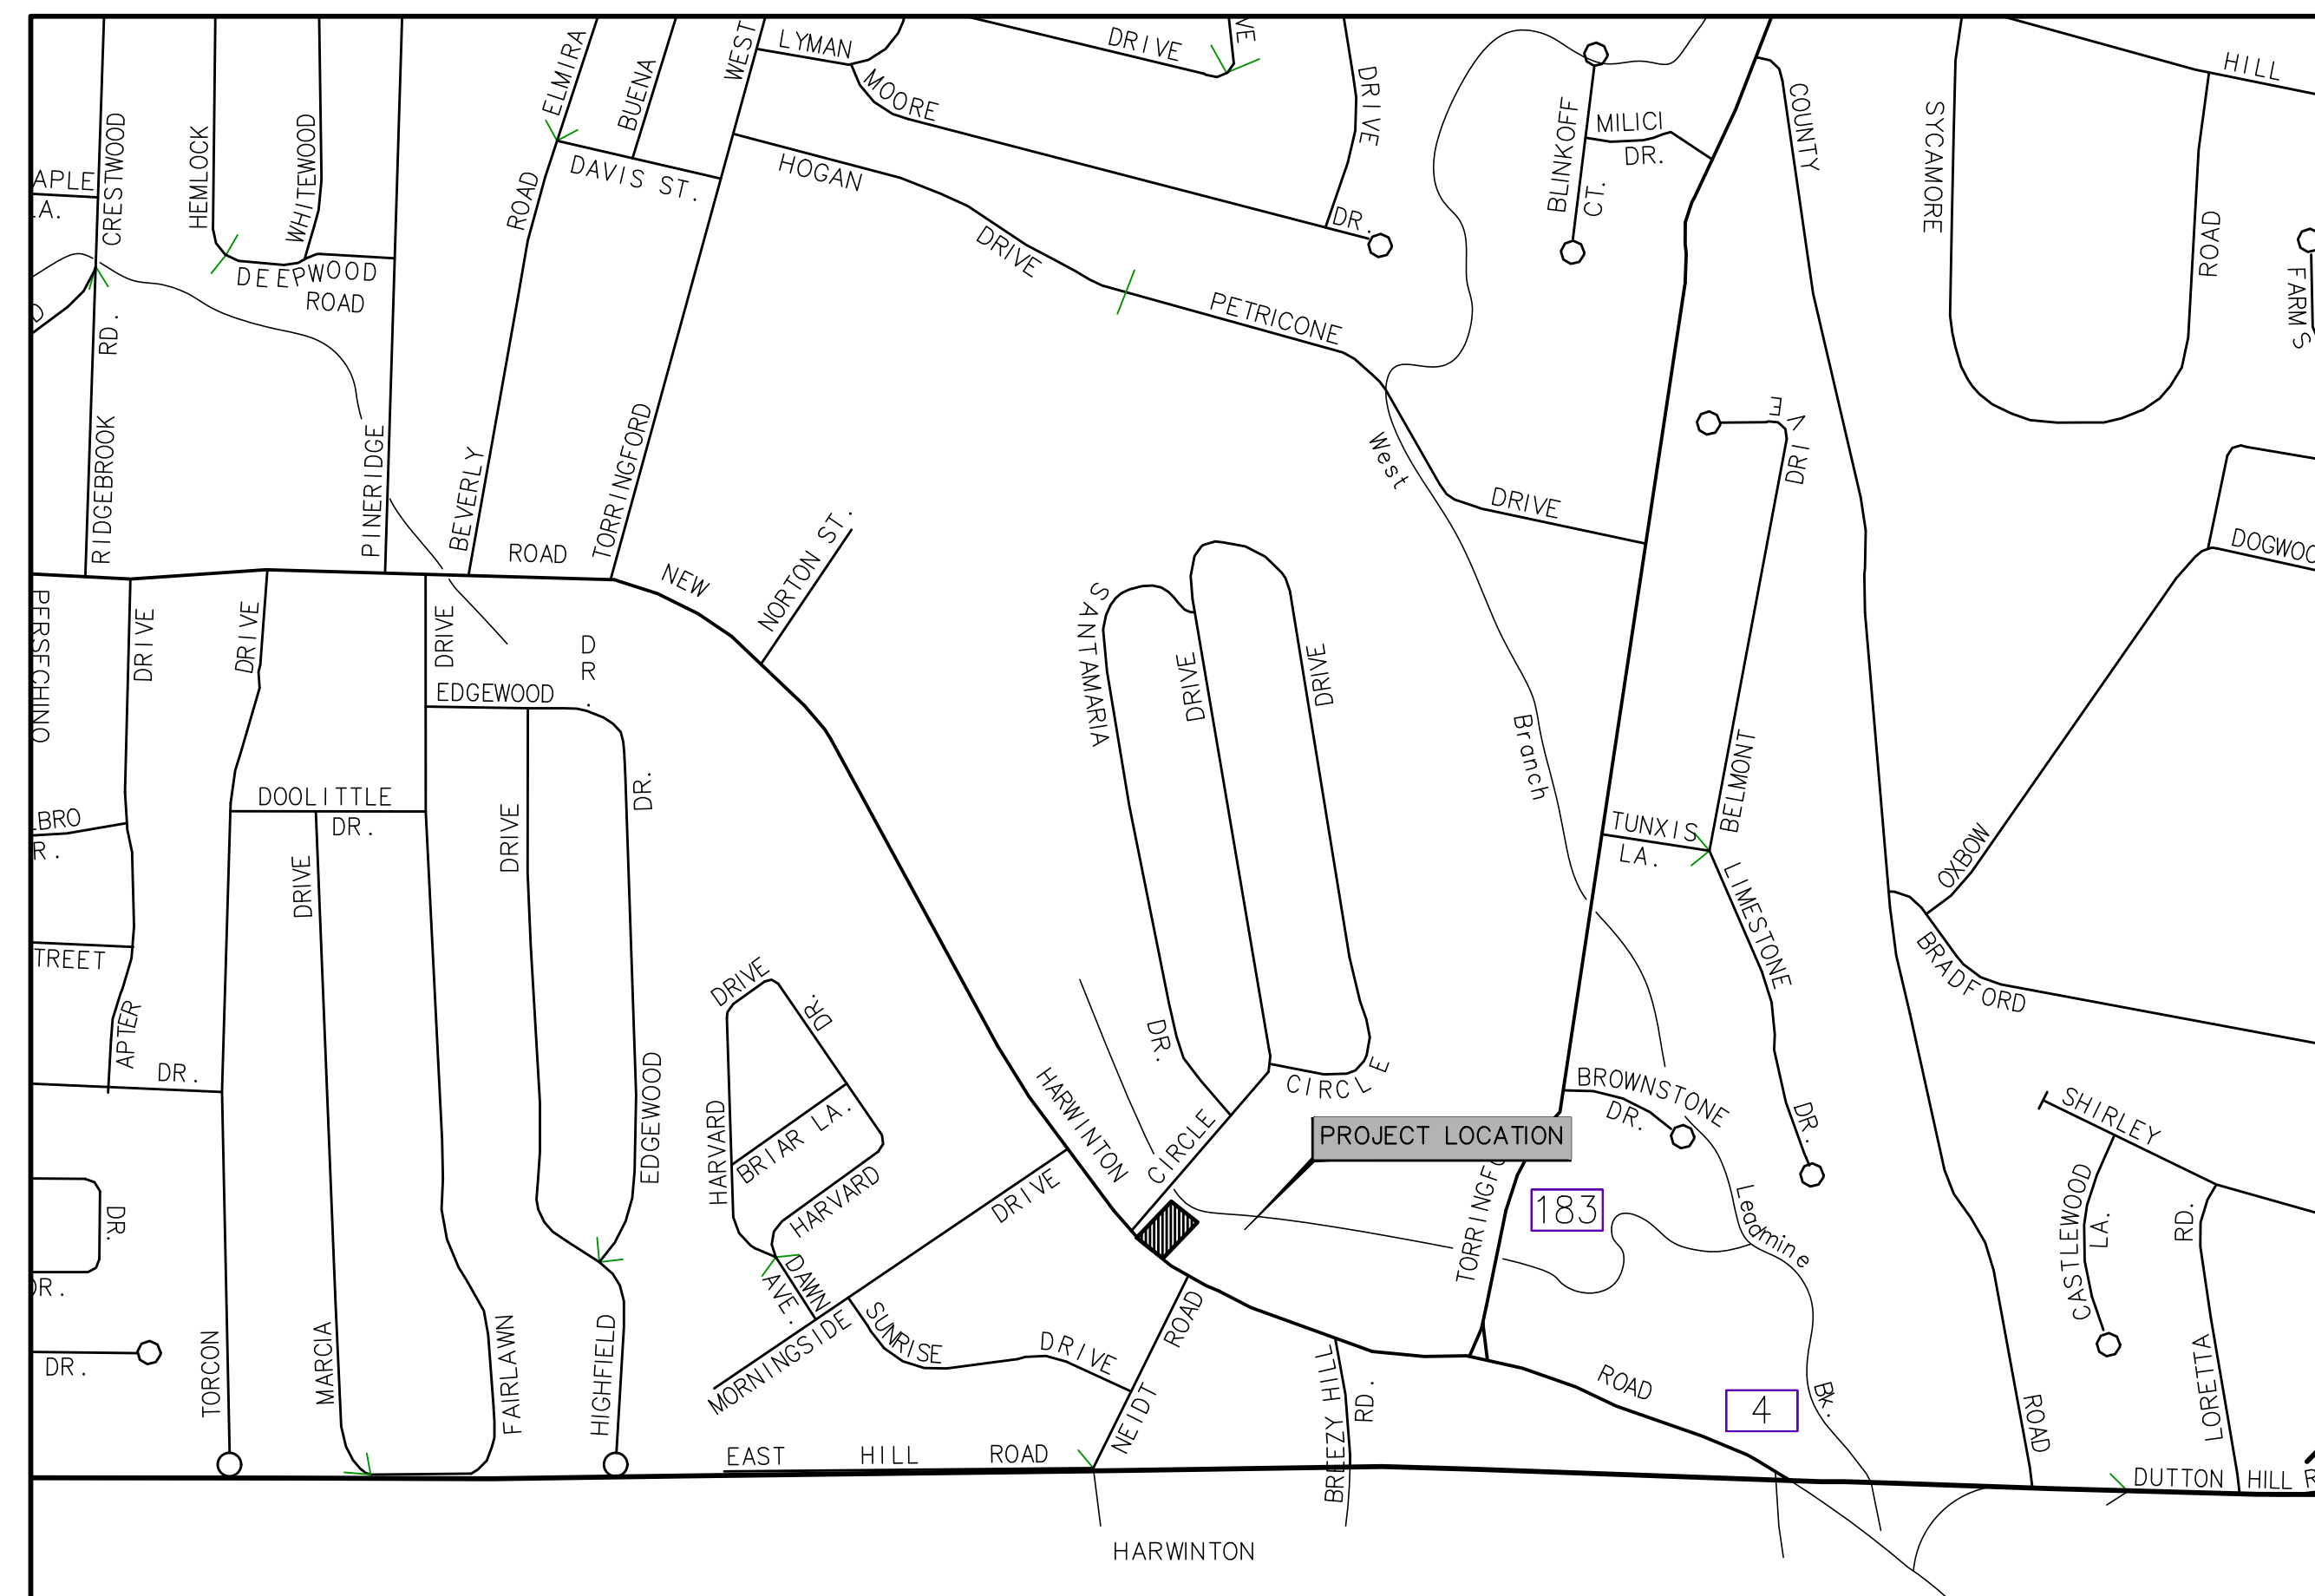 ELMIRA
BUENA
WEST
LYMAN
DRIVE
VE
HILL
MOORE
DRIVE
COUNTY
BLINKOFF
CT.
MILICI
DR.
SYCAMORE
ROAD
CRESTWOOD
HEMLOCK
WHITEWOOD
APLE
A.
ROAD
DAVIS ST.
HOGAN
DRIVE
DR.
DEEPWOOD
ROAD
PETRICONE
FARMS
RD.
RIDGEBROOK
PINERIDGE
BEVERLY
TORRINGFORD
West
DRIVE
DRIVE
DOGWOO
ROAD
NEW
NORTON ST.
PERSECHINO
DRIVE
DRIVE
DRIVE
DR.
EDGEWOOD
SANTAMARIA
DRIVE
DRIVE
Branch
BELMONT
TUNXIS
LA.
DOOLITTLE
DR.
BRO
R.
DRIVE
DR.
DRIVE
OXBOW
LIMESTONE
TREET
APTER
DR.
DRIVE
DR.
DR.
BRADFORD
EDGEWOOD
HARVARD
BRIAR LA.
HARVARD
HARWINTON
CIRCLE
CIRCLE
BROWNSTONE
DR.
DR.
SHIRLEY
PROJECT LOCATION
DRIVE
TORRINGFO
183
Leadmine
CASTLEWOOD
LA.
RD.
DR.
DR.
DR.
TORCON
MARCIA
FAIRLAWN
HIGHFIELD
DAWN
AVE.
MORNINGSIDE
SUNRISE
DRIVE
ROAD
NEIDT
BREEZY HILL
RD.
ROAD
4
Bk.
ROAD
LORETTA
EAST HILL ROAD
DUTTON HILL R
HARWINTON